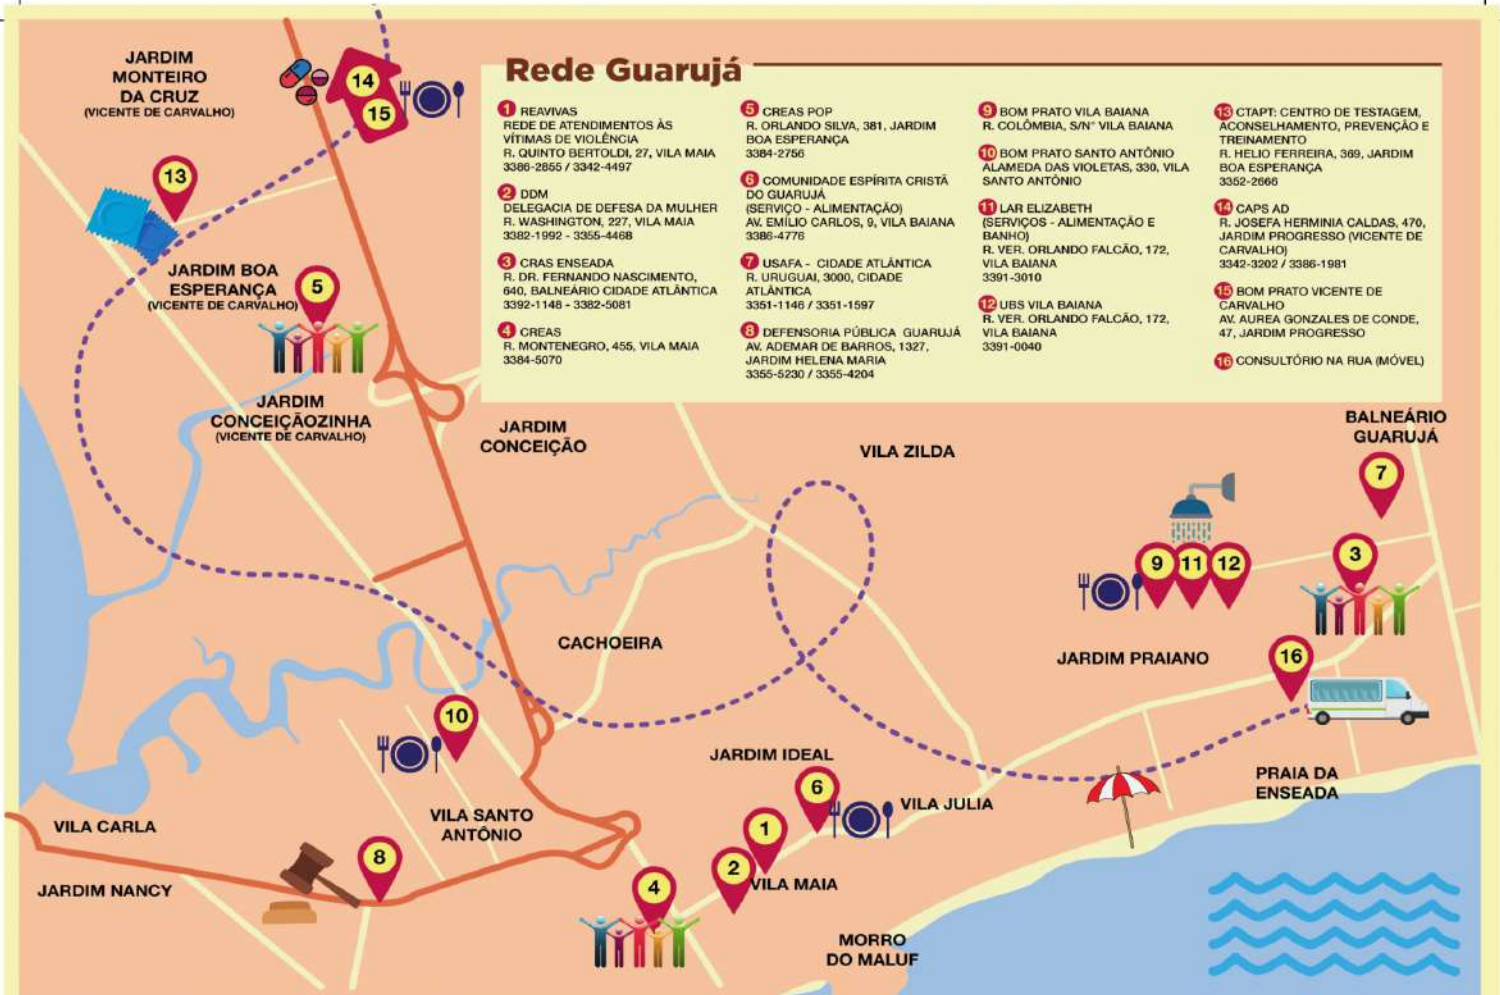 Rede Guarujá
1 REAVIVAS
REDE DE ATENDIMENTOS ÀS
VÍTIMAS DE VIOLÊNCIA
R. QUINTO BERTOLDI, 27, VILA MAIA
3386-2855 / 3342-4497
2 DDM
DELEGACIA DE DEFESA DA MULHER
R. WASHINGTON, 227, VILA MAIA
3382-1992 - 3355-4468
3 CRAS ENSEADA
R. DR. FERNANDO NASCIMENTO,
640, BALNEÁRIO CIDADE ATLÂNTICA
3392-1148 - 3382-5081
4 CREAS
R. MONTENEGRO, 455, VILA MAIA
3384-5070
5 CREAS POP
R. ORLANDO SILVA, 381, JARDIM
BOA ESPERANÇA
3384-2756
6 COMUNIDADE ESPÍRITA CRISTÃ
DO GUARUJÁ
(SERVIÇO - ALIMENTAÇÃO)
AV. EMÍLIO CARLOS, 9, VILA BAIANA
3386-4776
7 USAFA - CIDADE ATLÂNTICA
R. URUGUAI, 3000, CIDADE
ATLÂNTICA
3351-1146 / 3351-1597
8 DEFENSORIA PÚBLICA GUARUJÁ
AV. ADEMAR DE BARROS, 1327,
JARDIM HELENA MARIA
3355-5230 / 3355-4204
9 BOM PRATO VILA BAIANA
R. COLÔMBIA, S/N° VILA BAIANA
10 BOM PRATO SANTO ANTÔNIO
ALAMEDA DAS VIOLETAS, 330, VILA
SANTO ANTÔNIO
11 LAR ELIZABETH
(SERVIÇOS - ALIMENTAÇÃO E
BANHO)
R. VER. ORLANDO FALCÃO, 172,
VILA BAIANA
3391-3010
12 UBS VILA BAIANA
R. VER. ORLANDO FALCÃO, 172,
VILA BAIANA
3391-0040
13 CTAPT: CENTRO DE TESTAGEM,
ACONSELHAMENTO, PREVENÇÃO E
TREINAMENTO
R. HELIO FERREIRA, 369, JARDIM
BOA ESPERANÇA
3352-2666
14 CAPS AD
R. JOSEFA HERMINIA CALDAS, 470,
JARDIM PROGRESSO (VICENTE DE
CARVALHO)
3342-3202 / 3386-1981
15 BOM PRATO VICENTE DE
CARVALHO
AV. AUREA GONZALES DE CONDE,
47, JARDIM PROGRESSO
16 CONSULTÓRIO NA RUA (MÓVEL)
JARDIM
MONTEIRO
DA CRUZ
(VICENTE DE CARVALHO)
14
15
13
JARDIM BOA
ESPERANÇA
(VICENTE DE CARVALHO)
5
JARDIM
CONCEIÇÃOZINHA
(VICENTE DE CARVALHO)
JARDIM
CONCEIÇÃO
VILA ZILDA
BALNEÁRIO
GUARUJÁ
7
9
11
12
3
CACHOEIRA
JARDIM PRAIANO
16
10
JARDIM IDEAL
PRAIA DA
ENSEADA
6
VILA JULIA
VILA SANTO
ANTÔNIO
VILA CARLA
1
8
2
JARDIM NANCY
4
VILA MAIA
MORRO
DO MALUF